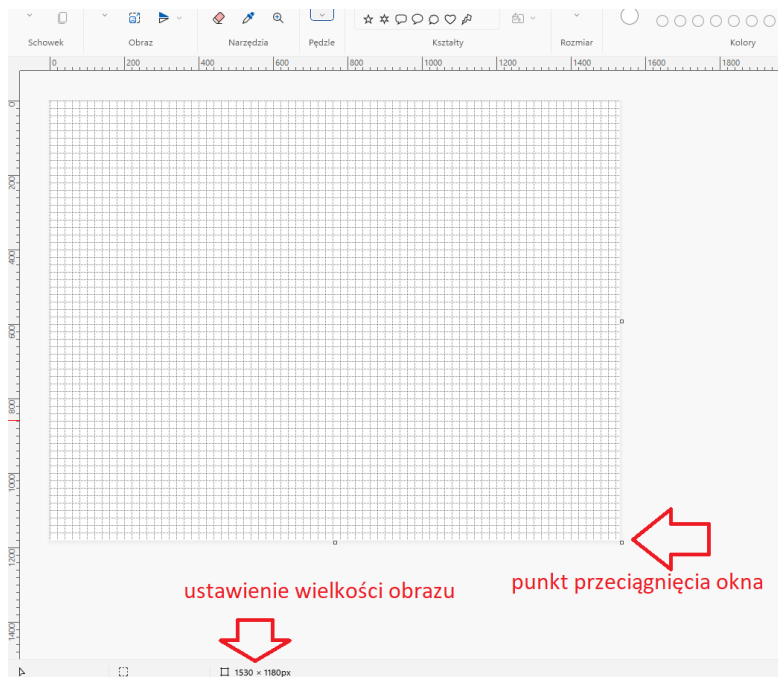 Schowek Obraz Narzędzia Pędzle Kształty Rozmiar Kolory
0 200 400 600 800 1000 1200 1400 1600 1800
0
200
400
600
800
1000
1200
1400
punkt przeciągnięcia okna
ustawienie wielkości obrazu
1530 × 1180px